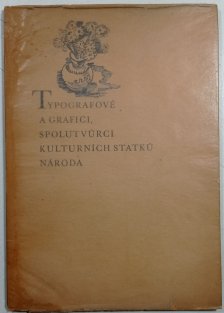 TYPOGRAFOVÉ
A GRAFICI,
SPOLUTVŮRCI
KULTURNÍCH STATKŮ
NÁRODA